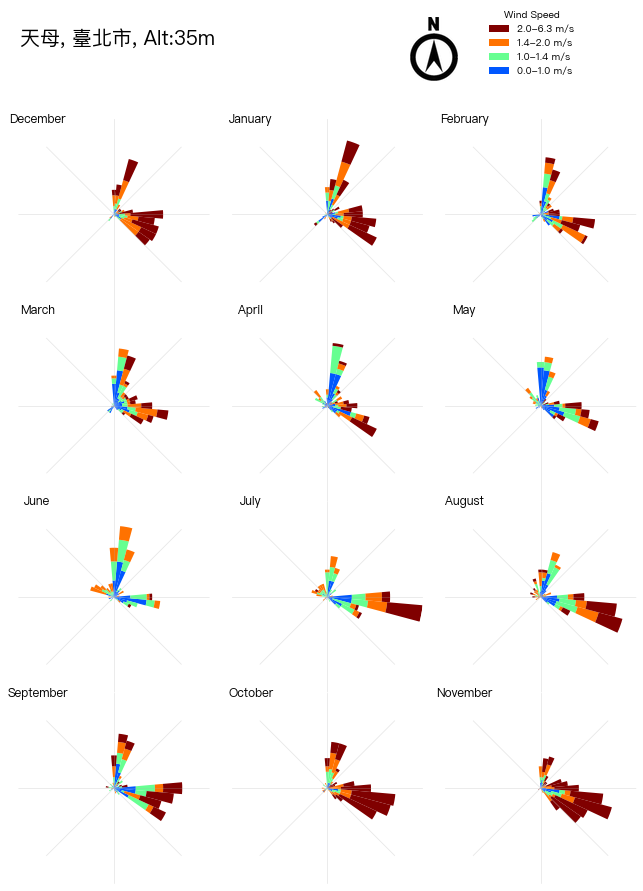 天母, 臺北市, Alt:35m
N
Wind Speed
2.0–6.3 m/s
1.4–2.0 m/s
1.0–1.4 m/s
0.0–1.0 m/s
December
January
February
March
April
May
June
July
August
September
October
November